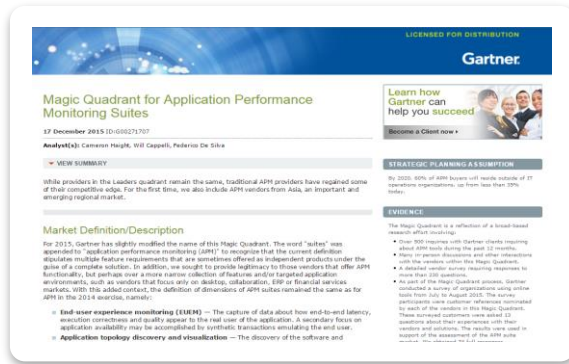 LICENSED FOR DISTRIBUTION
Gartner
Magic Quadrant for Application Performance
Monitoring Suites
17 December 2015 ID:G00271707
Analyst(s): Cameron Haight, Will Cappelli, Federico De Silva
VIEW SUMMARY
While providers in the Leaders quadrant remain the same, traditional APM providers have regained some
of their competitive edge. For the first time, we also include APM vendors from Asia, an important and
emerging regional market.
Market Definition/Description
For 2015, Gartner has slightly modified the name of this Magic Quadrant. The word "suites" was
appended to "application performance monitoring (APM)" to recognize that the current definition
stipulates multiple feature requirements that are sometimes offered as independent products under the
guise of a complete solution. In addition, we sought to provide legitimacy to those vendors that offer APM
functionality, but perhaps over a more narrow collection of features and/or targeted application
environments, such as vendors that focus only on desktop, collaboration, ERP or financial services
markets. With this added context, the definition of dimensions of APM suites remained the same as for
APM in the 2014 exercise, namely:
End-user experience monitoring (EUEM) — The capture of data about how end-to-end latency,
execution correctness and quality appear to the real user of the application. A secondary focus on
application availability may be accomplished by synthetic transactions emulating the end user.
Application topology discovery and visualization — The discovery of the software and
Learn how
Gartner can
help you succeed
Become a Client now
STRATEGIC PLANNING ASSUMPTION
By 2020, 60% of APM buyers will reside outside of IT
operations organizations, up from less than 35%
today.
EVIDENCE
The Magic Quadrant is a reflection of a broad-based
research effort involving:
Over 500 inquiries with Gartner clients inquiring
about APM tools during the past 12 months.
Many in-person discussions and other interactions
with the vendors within this Magic Quadrant.
A detailed vendor survey requiring responses to
more than 200 questions.
As part of the Magic Quadrant process, Gartner
conducted a survey of organizations using online
tools from July to August 2015. The survey
participants were customer references nominated
by each of the vendors in this Magic Quadrant.
These surveyed customers were asked 12
questions about their experiences with their
vendors and solutions. The results were used in
support of the assessment of the APM suite